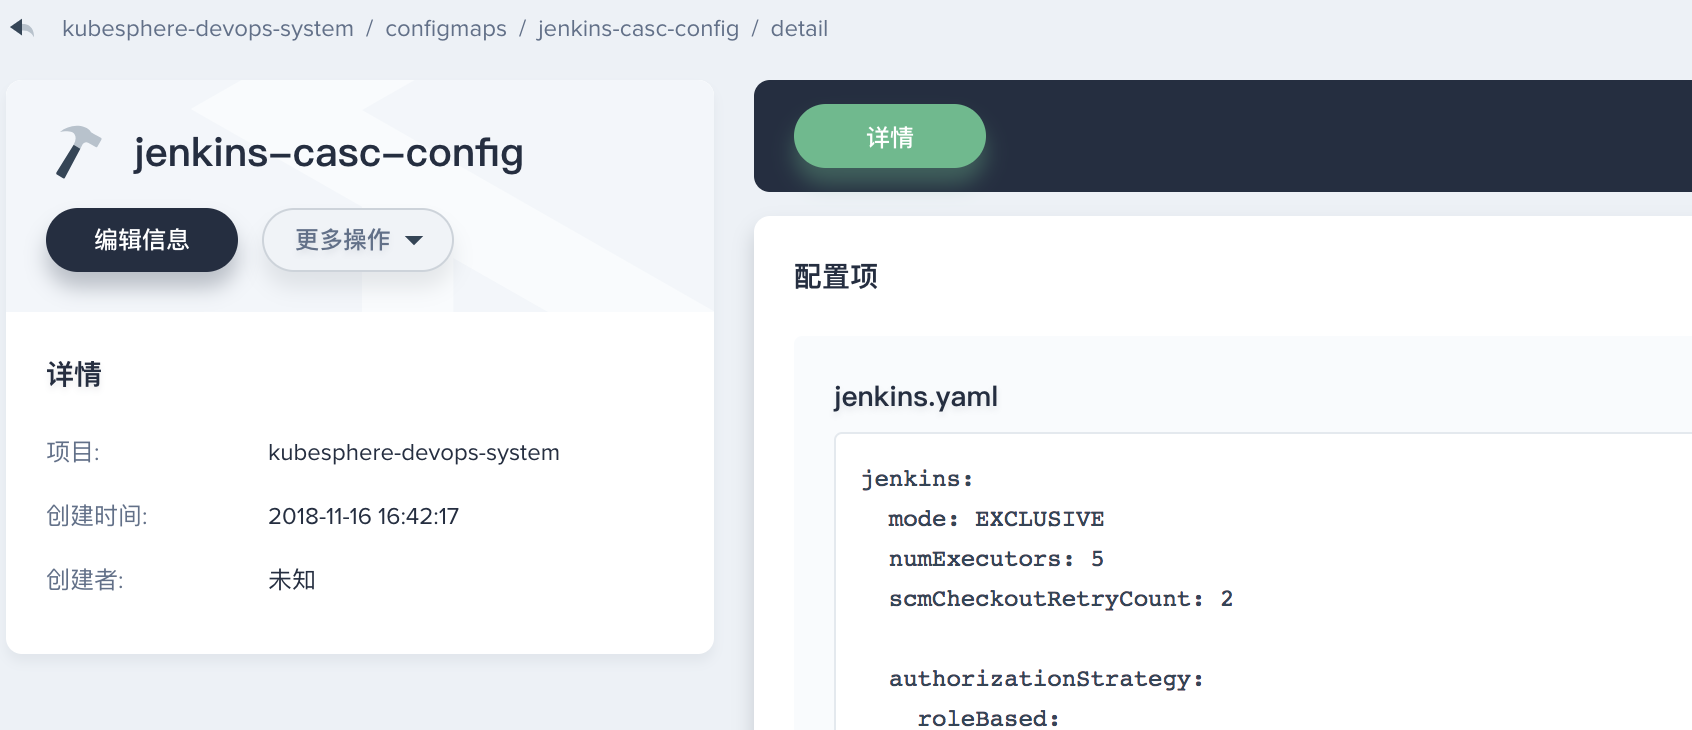 kubesphere-devops-system / configmaps / jenkins-casc-config / detail
jenkins-casc-config
编辑信息
更多操作
详情
项目: kubesphere-devops-system
创建时间: 2018-11-16 16:42:17
创建者: 未知
详情
配置项
jenkins.yaml
jenkins:
  mode: EXCLUSIVE
  numExecutors: 5
  scmCheckoutRetryCount: 2
  authorizationStrategy:
    roleBased: